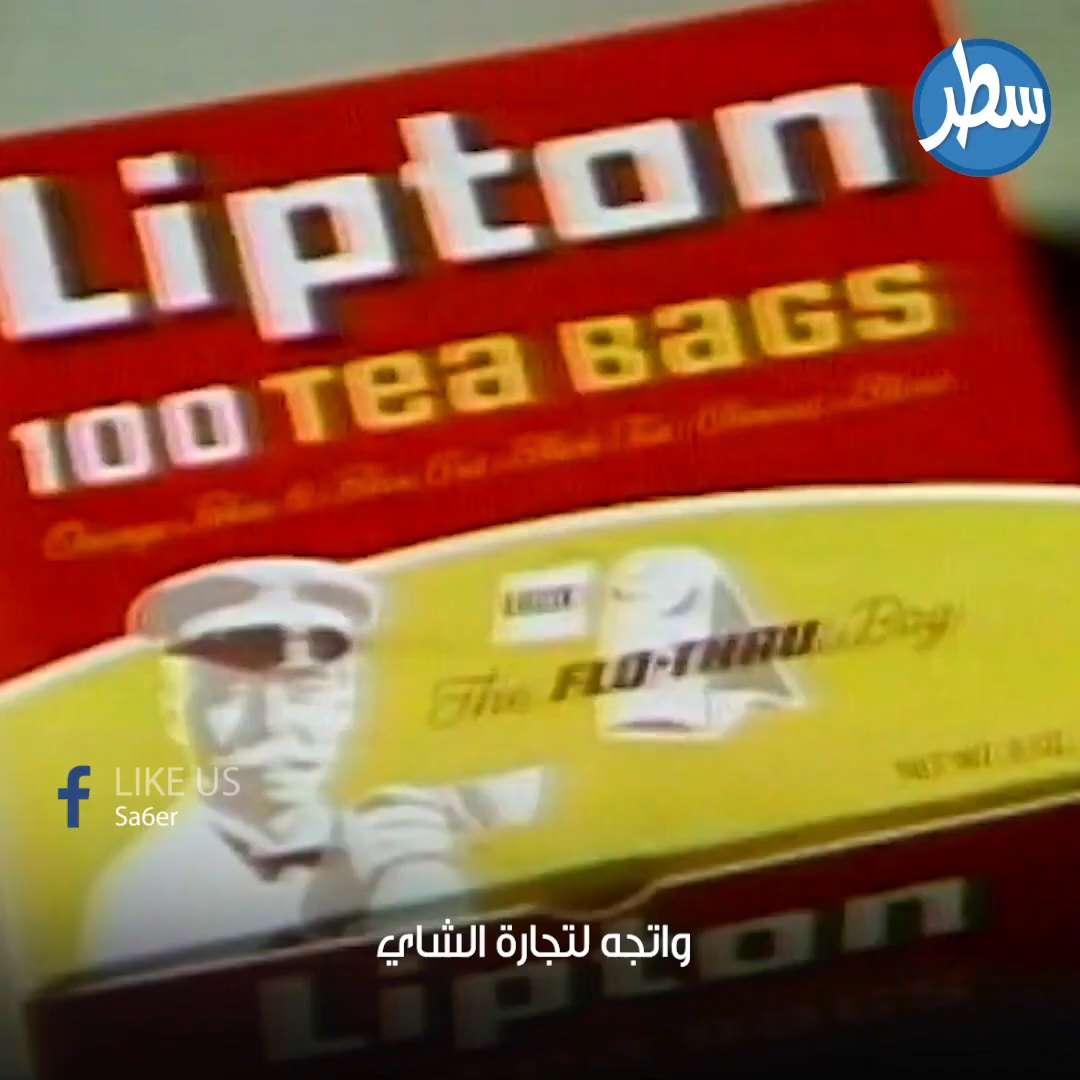 سطر
Lipton
100 Tea Bags
The FLO-THRU Bag
LIKE US
Sa6er
واتجه لتجارة الشاي
Lipton